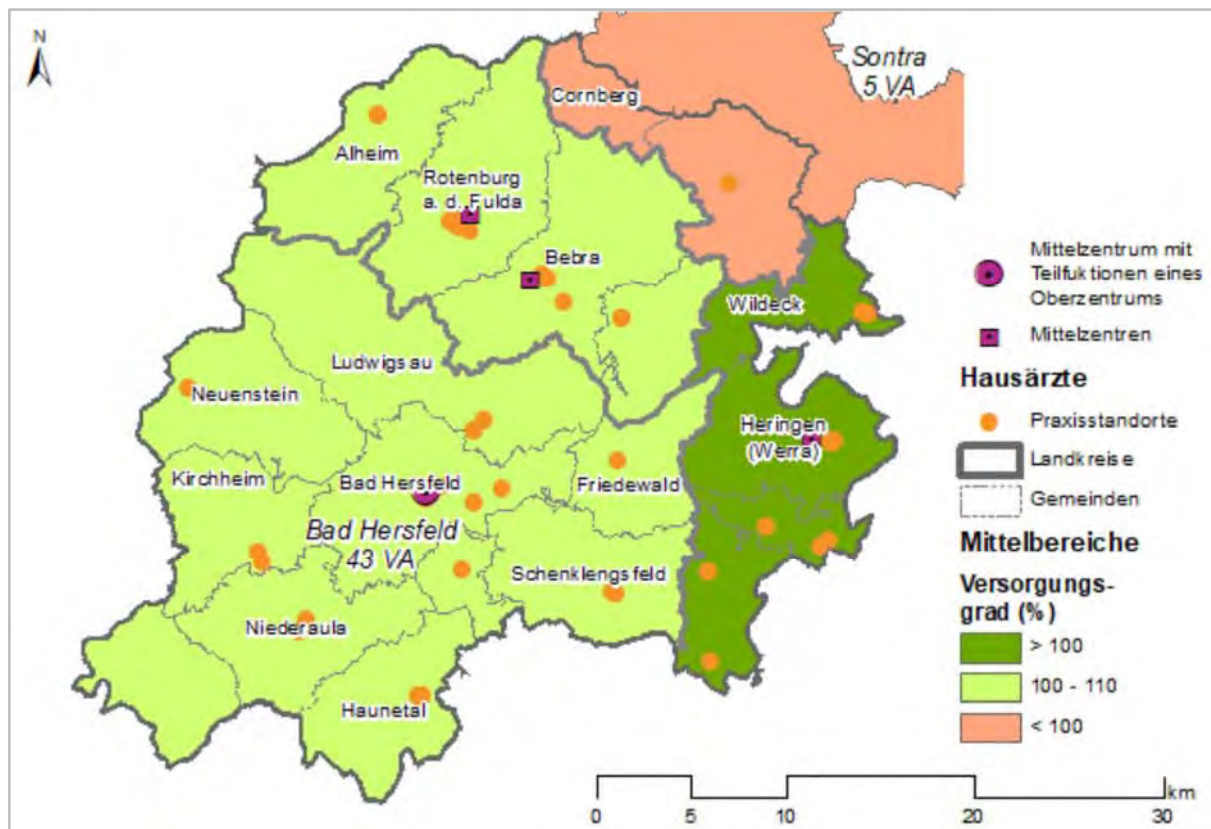 N
Sontra
5 VA
Cornberg
Alheim
Rotenburg
a. d. Fulda
Bebra
Wildeck
Ludwigsau
Neuenstein
Heringen
(Werra)
Kirchheim
Bad Hersfeld
Friedewald
Bad Hersfeld
43 VA
Schenklengsfeld
Niederaula
Haunetal
Mittelzentrum mit
Teilfuktionen eines
Oberzentrums
Mittelzentren
Hausärzte
Praxisstandorte
Landkreise
Gemeinden
Mittelbereiche
Versorgungs-
grad (%)
> 100
100 - 110
< 100
km
0 5 10 20 30